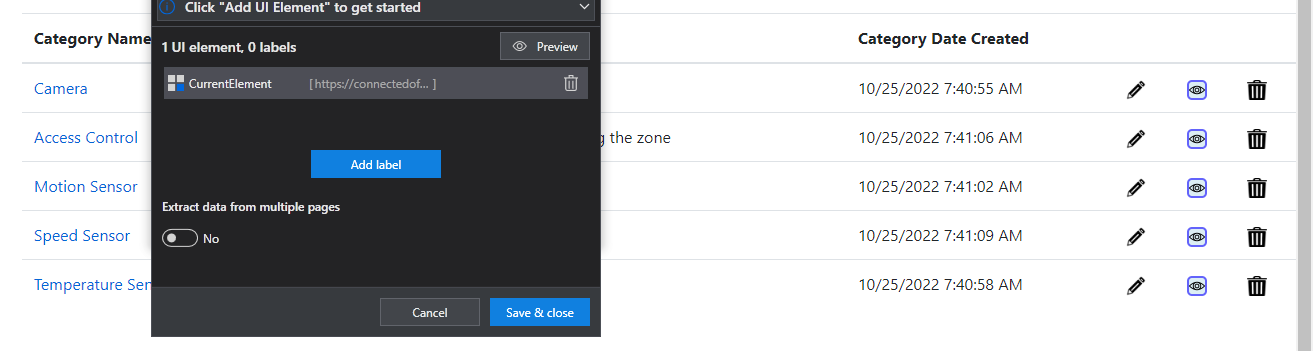 Click "Add UI Element" to get started
Category Name
Category Date Created
1 UI element, 0 labels
Preview
CurrentElement [ https://connectedof... ]
Camera 10/25/2022 7:40:55 AM
Access Control g the zone 10/25/2022 7:41:06 AM
Add label
Motion Sensor 10/25/2022 7:41:02 AM
Extract data from multiple pages
Speed Sensor 10/25/2022 7:41:09 AM
No
Temperature Sen 10/25/2022 7:40:58 AM
Cancel
Save & close